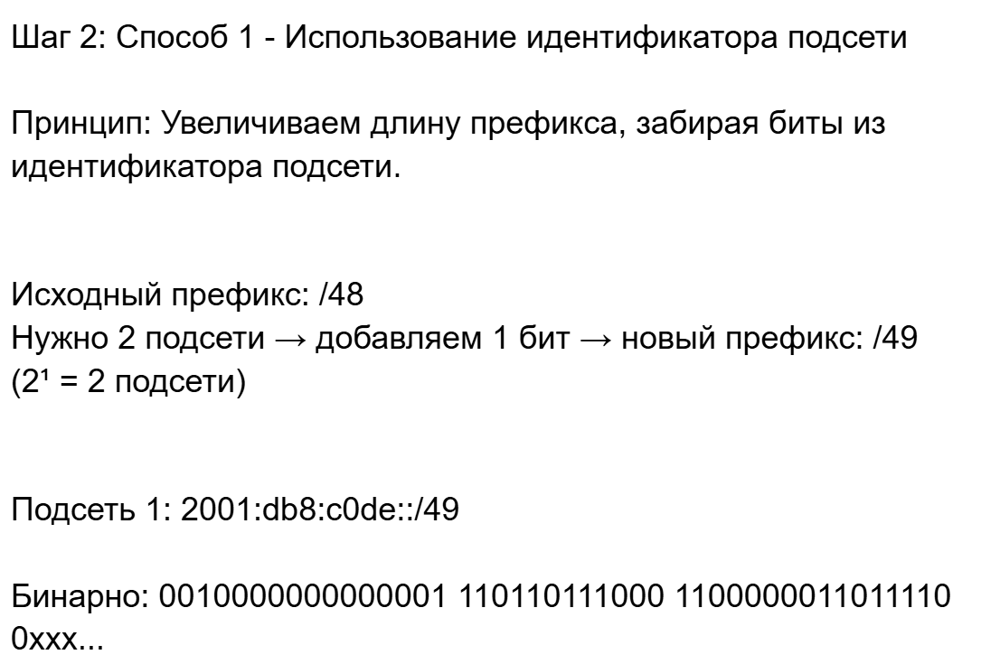 Шаг 2: Способ 1 - Использование идентификатора подсети
Принцип: Увеличиваем длину префикса, забирая биты из
идентификатора подсети.
Исходный префикс: /48
Нужно 2 подсети → добавляем 1 бит → новый префикс: /49
(2¹ = 2 подсети)
Подсеть 1: 2001:db8:c0de::/49
Бинарно: 0010000000000001 110110111000 1100000011011110
0xxx...